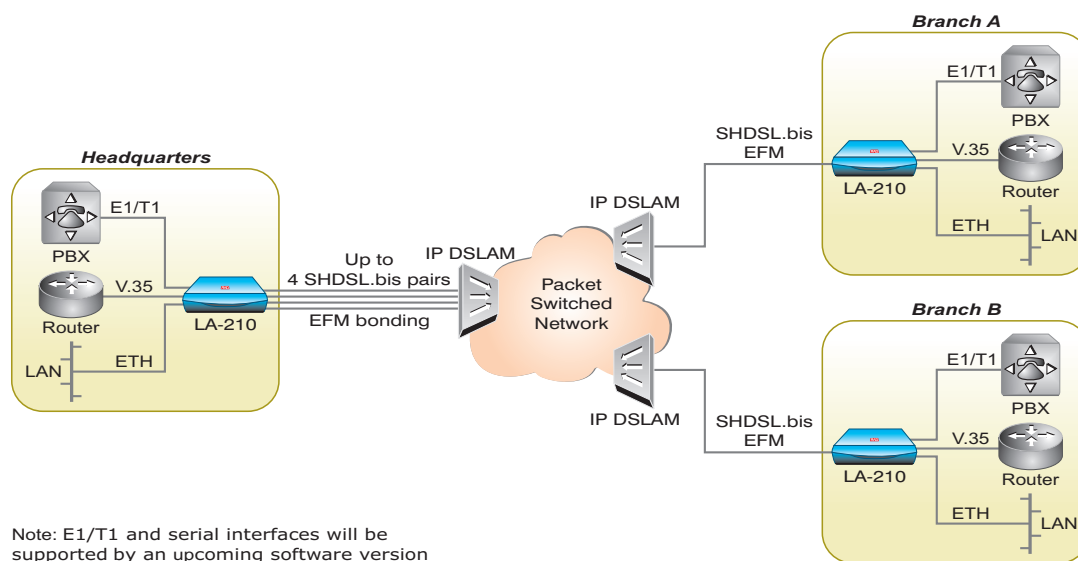 Branch A
E1/T1
PBX
SHDSL.bis
EFM
V.35
LA-210
Router
ETH
LAN
Headquarters
E1/T1
PBX
V.35
Router
LA-210
ETH
LAN
Up to
4 SHDSL.bis pairs
EFM bonding
IP DSLAM
IP DSLAM
Packet
Switched
Network
IP DSLAM
Branch B
E1/T1
PBX
SHDSL.bis
EFM
V.35
LA-210
Router
ETH
LAN
Note: E1/T1 and serial interfaces will be
supported by an upcoming software version